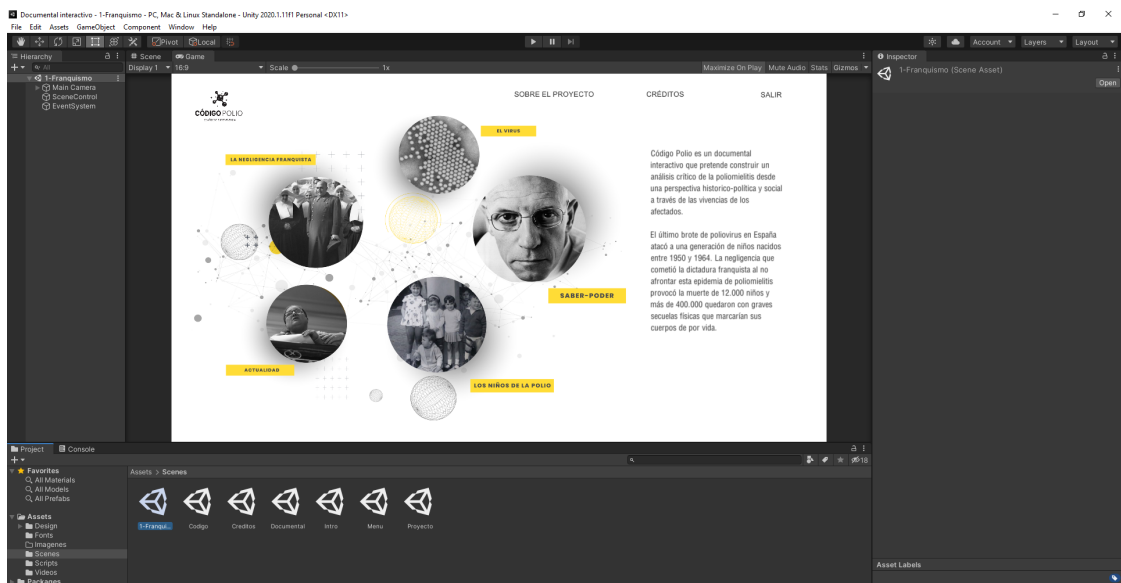 Documental interactivo - 1-Franquismo - PC, Mac & Linux Standalone - Unity 2020.1.11f1 Personal <DX11>
File Edit Assets GameObject Component Window Help
Pivot Local
Account Layers Layout
Hierarchy
All
1-Franquismo
Main Camera
SceneControl
EventSystem
Scene Game
Display 1 16:9 Scale 1x Maximize On Play Mute Audio Stats Gizmos
CÓDIGO POLIO
SOBRE EL PROYECTO CRÉDITOS SALIR
EL VIRUS
LA NEGLIGENCIA FRANQUISTA
SABER-PODER
ACTUALIDAD
LOS NIÑOS DE LA POLIO
Código Polio es un documental
interactivo que pretende construir un
análisis crítico de la poliomielitis desde
una perspectiva historico-política y social
a través de las vivencias de los
afectados.
El último brote de poliovirus en España
atacó a una generación de niños nacidos
entre 1950 y 1964. La negligencia que
cometió la dictadura franquista al no
afrontar esta epidemia de poliomielitis
provocó la muerte de 12.000 niños y
más de 400.000 quedaron con graves
secuelas físicas que marcarían sus
cuerpos de por vida.
Inspector
1-Franquismo (Scene Asset)
Open
Project Console
18
Favorites
All Materials
All Models
All Prefabs
Assets
Design
Fonts
Imagenes
Scenes
Scripts
Videos
Packages
Assets > Scenes
1-Franqui... Codigo Creditos Documental Intro Menu Proyecto
Asset Labels